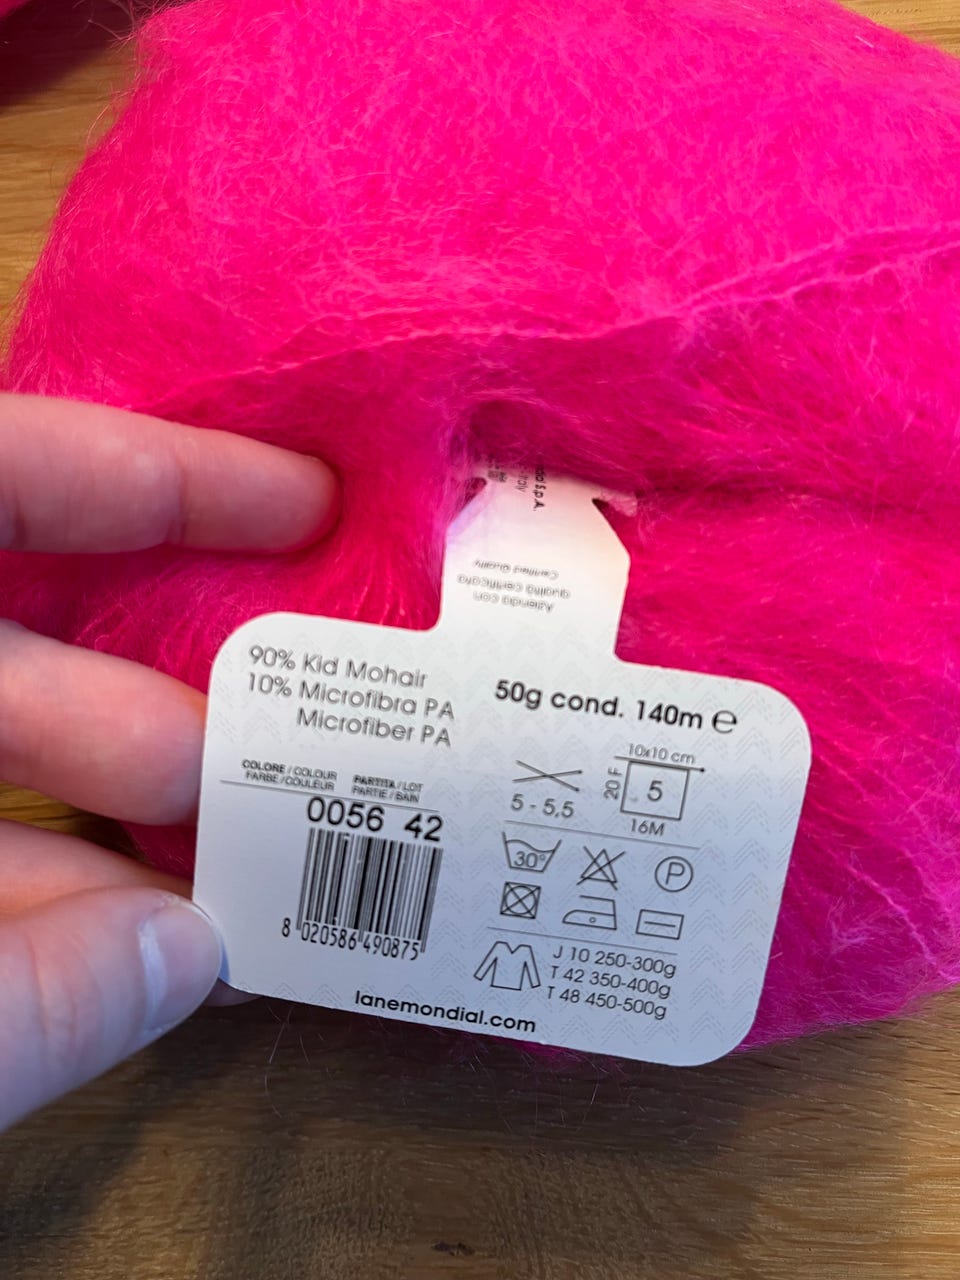 dial S.p.A.
Italy
Azienda con
qualità certificata
Certified Quality
90% Kid Mohair
10% Microfibra PA
Microfiber PA
50g cond. 140m ℮
COLORE / COLOUR
FARBE / COULEUR
PARTITA / LOT
PARTIE / BAIN
0056 42
8 020586 490875
10x10 cm
20 F
5
16M
5 - 5,5
30°
P
J 10 250-300g
T 42 350-400g
T 48 450-500g
lanemondial.com